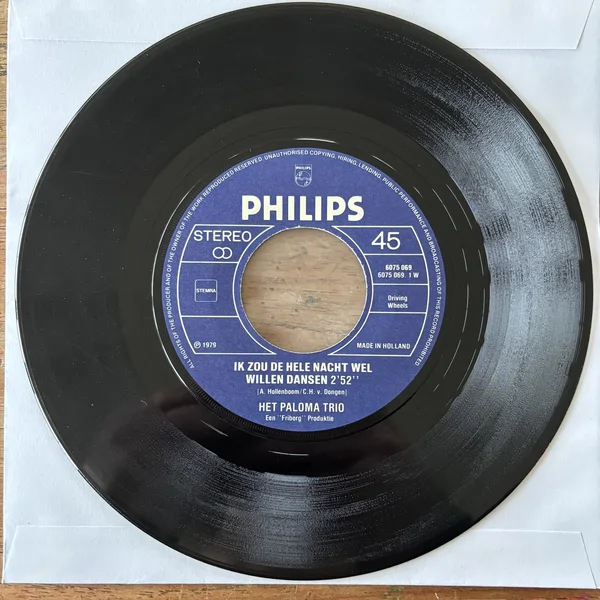 ALL RIGHTS OF THE PRODUCER AND OF THE OWNER OF THE WORK REPRODUCED RESERVED. UNAUTHORISED COPYING, HIRING, LENDING, PUBLIC PERFORMANCE AND BROADCASTING OF THIS RECORD PROHIBITED
PHILIPS
PHILIPS
STEREO
45
6075 069
6075 069. 1 W
STEMRA
Driving
Wheels
℗ 1979
MADE IN HOLLAND
IK ZOU DE HELE NACHT WEL
WILLEN DANSEN 2'52''
(A. Hollenboom/C.H. v. Dongen)
HET PALOMA TRIO
Een ''Friborg'' Produktie